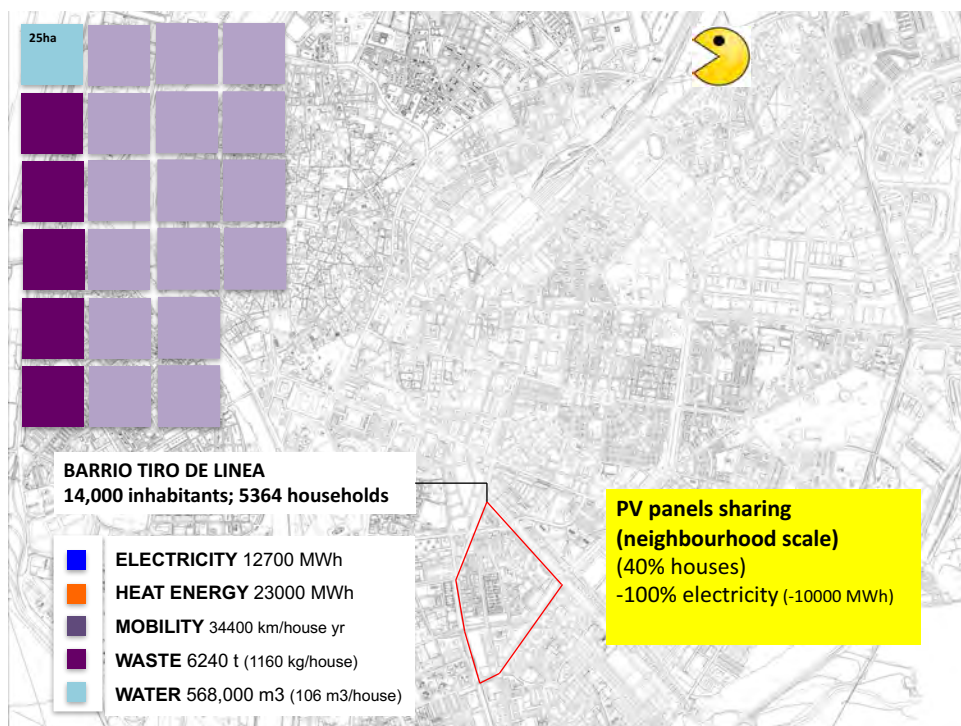 25ha
BARRIO TIRO DE LINEA
14,000 inhabitants; 5364 households
ELECTRICITY 12700 MWh
HEAT ENERGY 23000 MWh
MOBILITY 34400 km/house yr
WASTE 6240 t (1160 kg/house)
WATER 568,000 m3 (106 m3/house)
PV panels sharing
(neighbourhood scale)
(40% houses)
-100% electricity (-10000 MWh)